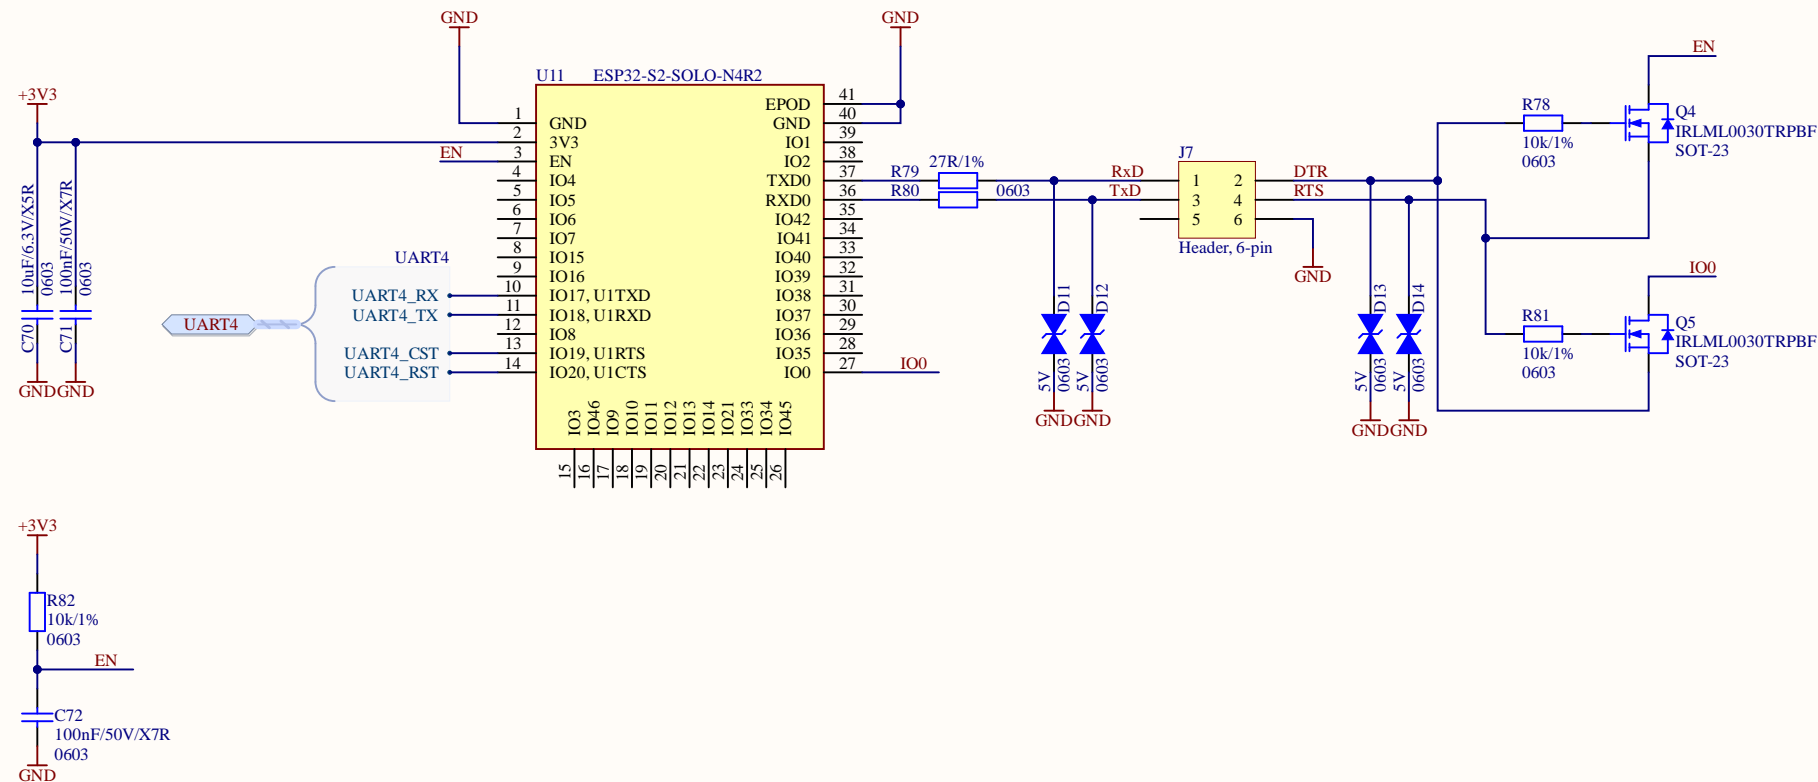 GND
GND
U11 ESP32-S2-SOLO-N4R2
+3V3
1 GND
2 3V3
EN 3 EN
4 IO4
5 IO5
6 IO6
7 IO7
8 IO15
9 IO16
10 IO17, U1TXD
11 IO18, U1RXD
12 IO8
13 IO19, U1RTS
14 IO20, U1CTS
EPOD 41
GND 40
IO1 39
IO2 38
TXD0 37
RXD0 36
IO42 35
IO41 34
IO40 33
IO39 32
IO38 31
IO37 30
IO36 29
IO35 28
IO0 27 IO0
IO3
IO46
IO9
IO10
IO11
IO12
IO13
IO14
IO21
IO33
IO34
IO45
15
16
17
18
19
20
21
22
23
24
25
26
C70
10uF/6.3V/X5R
0603
C71
100nF/50V/X7R
0603
GND
GND
UART4
UART4
UART4_RX
UART4_TX
UART4_CST
UART4_RST
R79 27R/1%
R80 0603
RxD
TxD
J7
1 2
3 4
5 6
Header, 6-pin
DTR
RTS
GND
D11
5V
0603
GND
D12
5V
0603
GND
D13
5V
0603
GND
D14
5V
0603
GND
EN
R78
10k/1%
0603
Q4
IRLML0030TRPBF
SOT-23
IO0
R81
10k/1%
0603
Q5
IRLML0030TRPBF
SOT-23
+3V3
R82
10k/1%
0603
EN
C72
100nF/50V/X7R
0603
GND